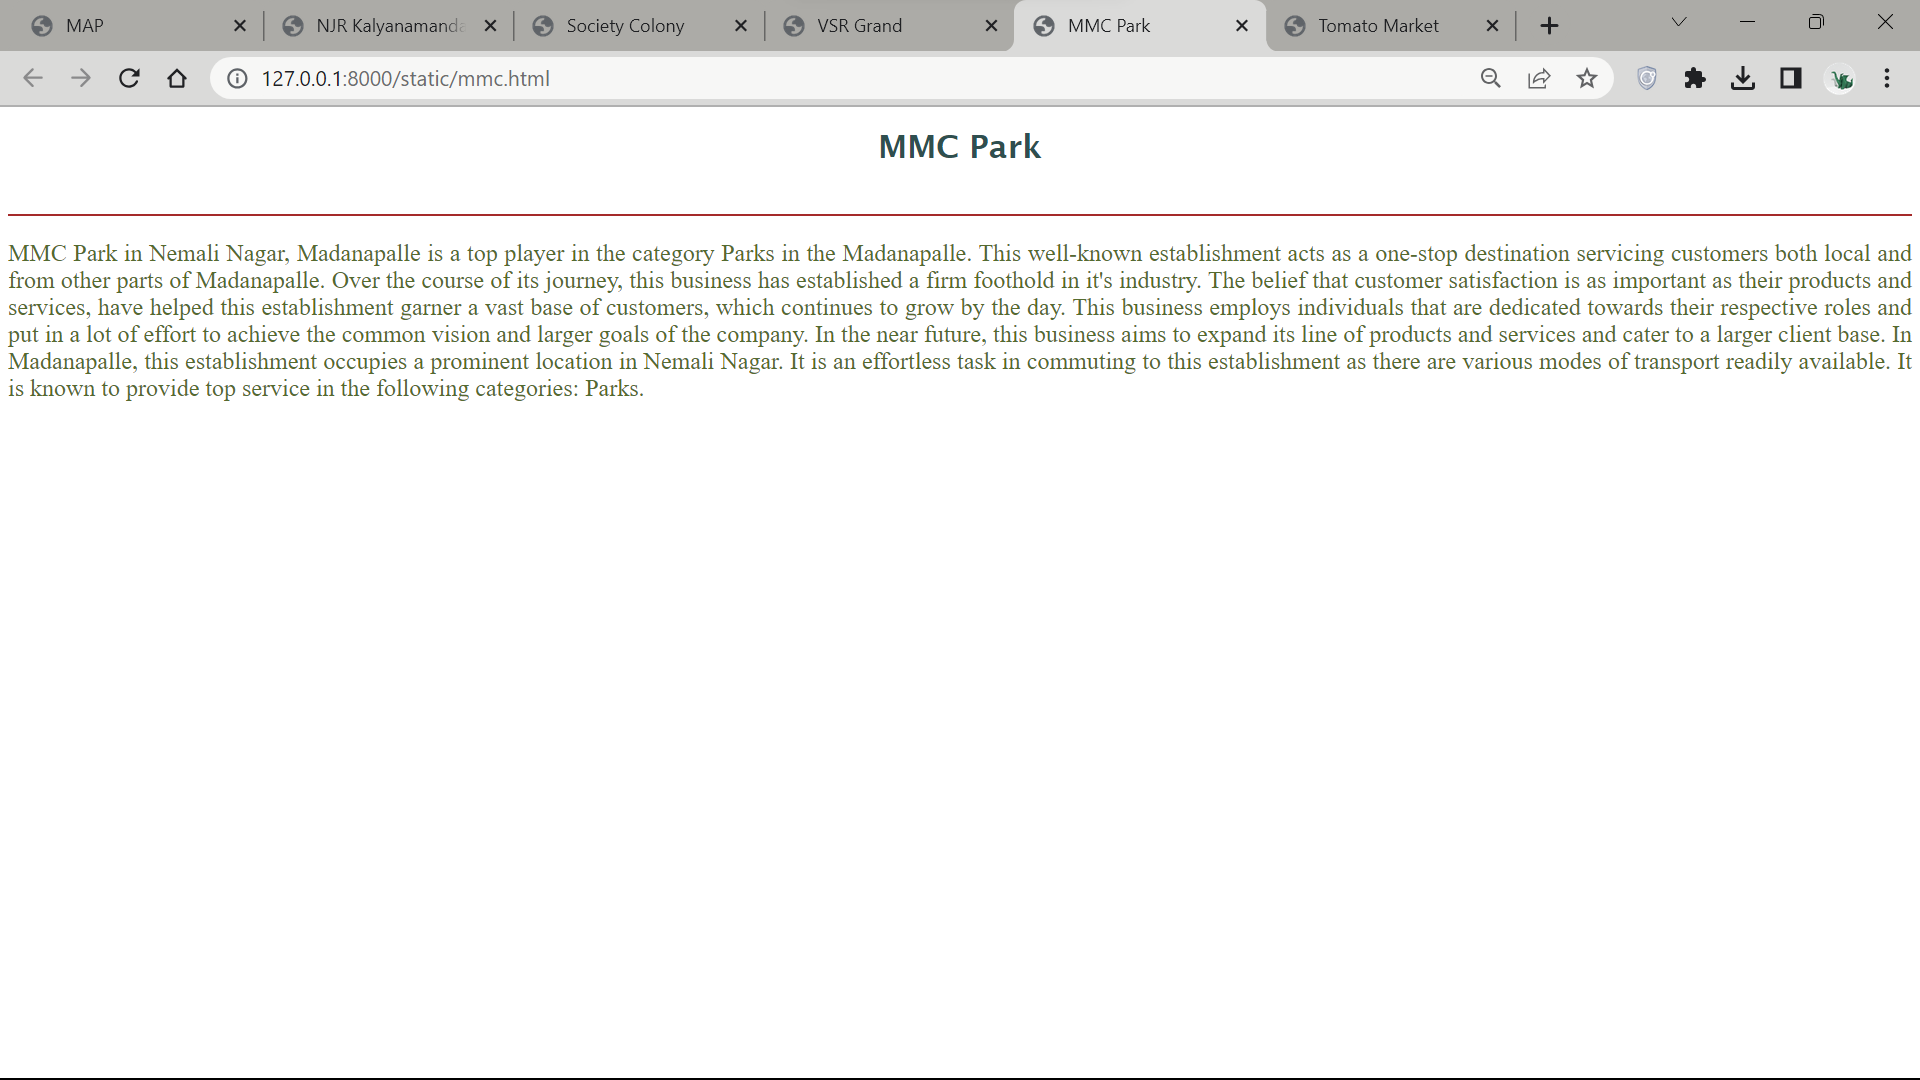 MAP
NJR Kalyanamanda
Society Colony
VSR Grand
MMC Park
Tomato Market
127.0.0.1:8000/static/mmc.html
MMC Park
MMC Park in Nemali Nagar, Madanapalle is a top player in the category Parks in the Madanapalle. This well-known establishment acts as a one-stop destination servicing customers both local and
from other parts of Madanapalle. Over the course of its journey, this business has established a firm foothold in it's industry. The belief that customer satisfaction is as important as their products and
services, have helped this establishment garner a vast base of customers, which continues to grow by the day. This business employs individuals that are dedicated towards their respective roles and
put in a lot of effort to achieve the common vision and larger goals of the company. In the near future, this business aims to expand its line of products and services and cater to a larger client base. In
Madanapalle, this establishment occupies a prominent location in Nemali Nagar. It is an effortless task in commuting to this establishment as there are various modes of transport readily available. It
is known to provide top service in the following categories: Parks.